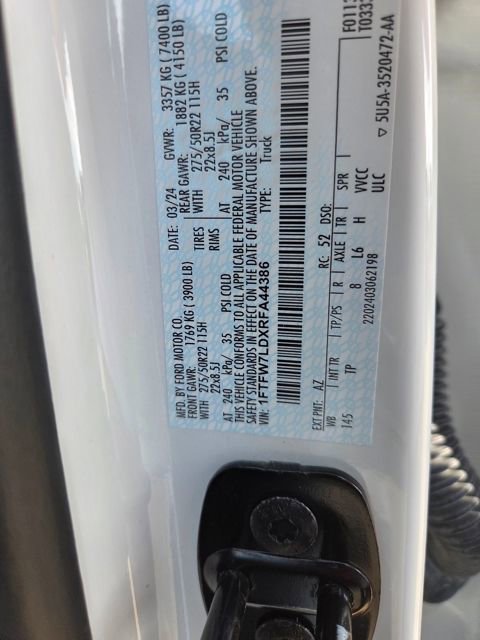 MFD. BY FORD MOTOR CO.
DATE: 03/24 GVWR: 3357 KG ( 7400 LB)
FRONT GAWR: 1769 KG ( 3900 LB) REAR GAWR: 1882 KG ( 4150 LB)
WITH TIRES WITH
275/50R22 115H 275/50R22 115H
22x8.5J RIMS 22x8.5J
AT 240 kPa/ 35 PSI COLD AT 240 kPa/ 35 PSI COLD
THIS VEHICLE CONFORMS TO ALL APPLICABLE FEDERAL MOTOR VEHICLE
SAFETY STANDARDS IN EFFECT ON THE DATE OF MANUFACTURE SHOWN ABOVE.
1FTFW7LDXRFA44386 TYPE: Truck
F011
T033
EXT PNT: AZ RC: 52 DSO:
WB INT TR TP/PS R AXLE TR SPR
145 TP 8 L6 H VVCC
2202403062198 ULC
▽ 5U5A-3520472-AA